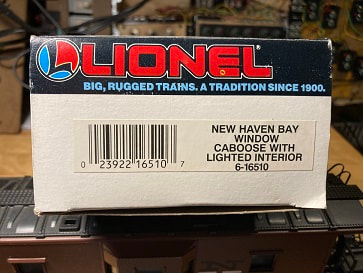 LIONEL
BIG, RUGGED TRAINS. A TRADITION SINCE 1900.
NEW HAVEN BAY
WINDOW
CABOOSE WITH
LIGHTED INTERIOR
6-16510
0 23922 16510 7